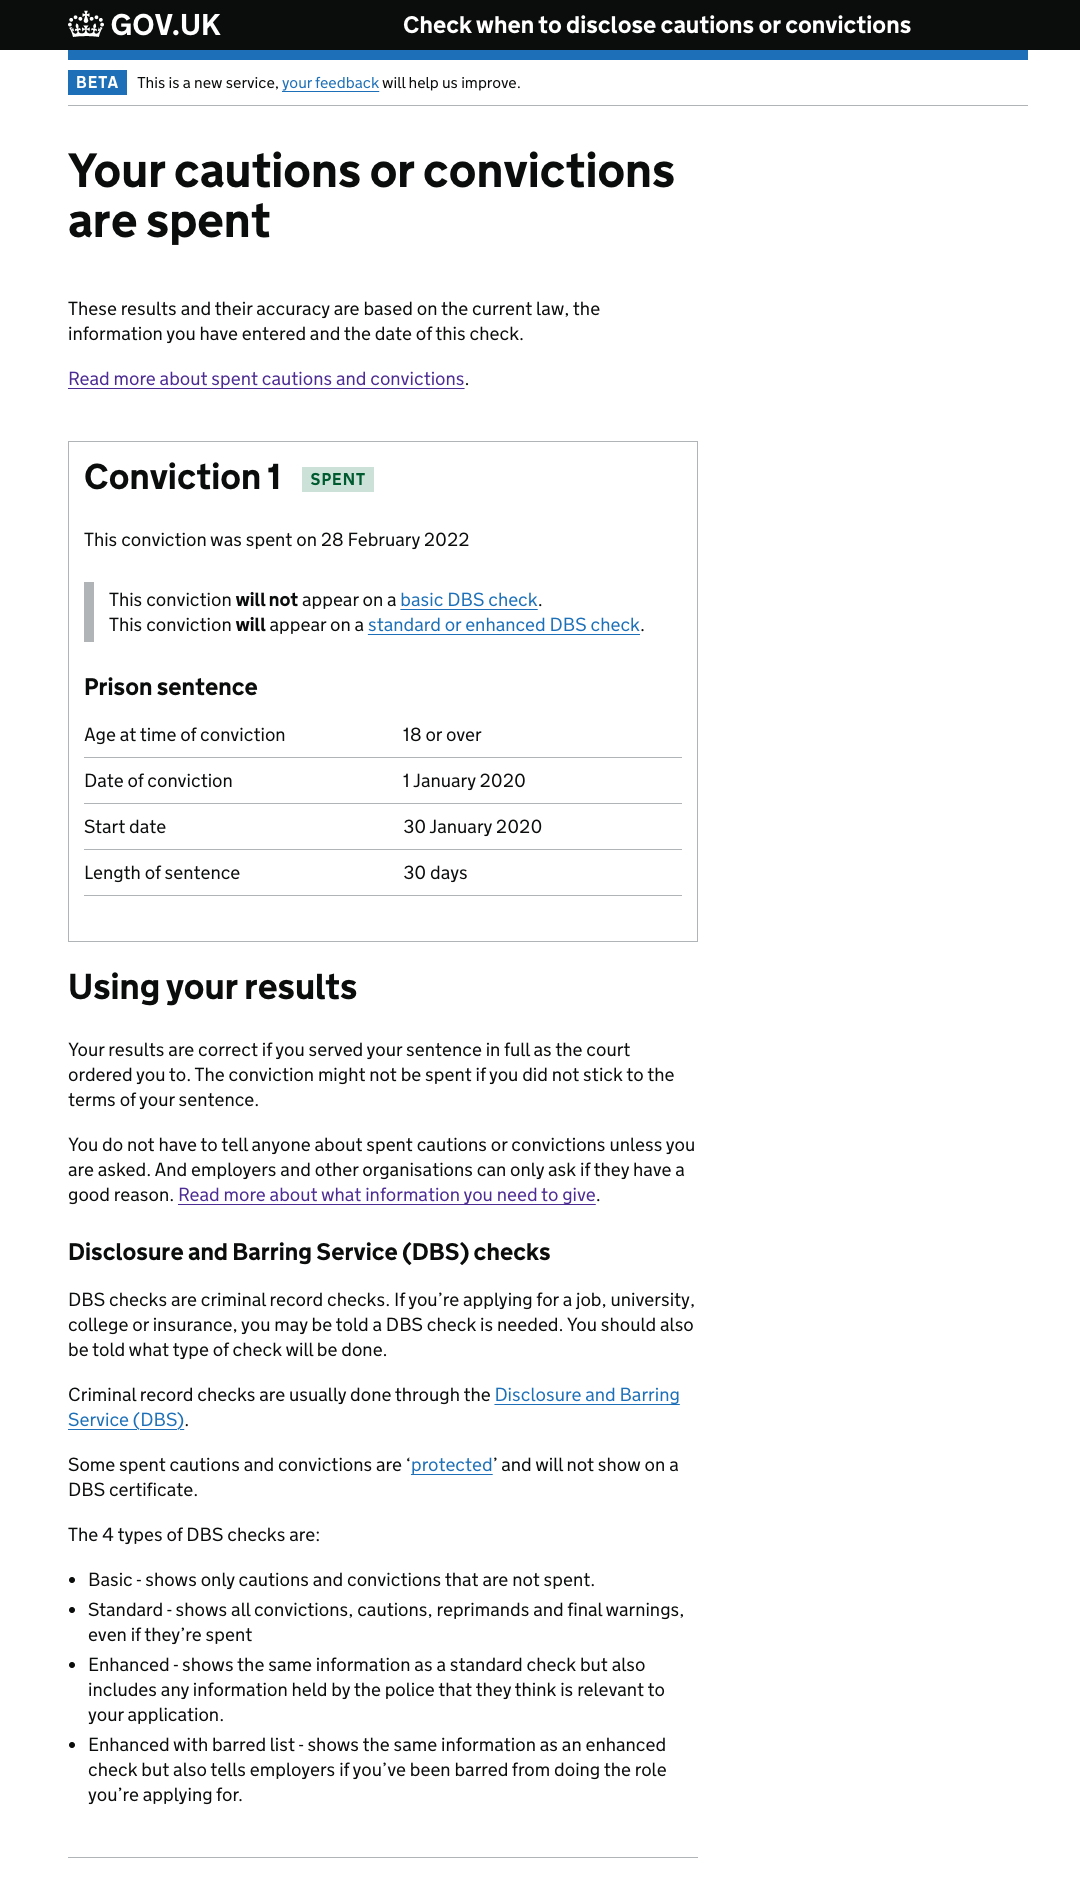 GOV.UK
Check when to disclose cautions or convictions
BETA
This is a new service, your feedback will help us improve.
Your cautions or convictions
are spent
These results and their accuracy are based on the current law, the
information you have entered and the date of this check.
Read more about spent cautions and convictions.
Conviction 1 SPENT
This conviction was spent on 28 February 2022
This conviction will not appear on a basic DBS check.
This conviction will appear on a standard or enhanced DBS check.
Prison sentence
Age at time of conviction 18 or over
Date of conviction 1 January 2020
Start date 30 January 2020
Length of sentence 30 days
Using your results
Your results are correct if you served your sentence in full as the court
ordered you to. The conviction might not be spent if you did not stick to the
terms of your sentence.
You do not have to tell anyone about spent cautions or convictions unless you
are asked. And employers and other organisations can only ask if they have a
good reason. Read more about what information you need to give.
Disclosure and Barring Service (DBS) checks
DBS checks are criminal record checks. If you’re applying for a job, university,
college or insurance, you may be told a DBS check is needed. You should also
be told what type of check will be done.
Criminal record checks are usually done through the Disclosure and Barring
Service (DBS).
Some spent cautions and convictions are ‘protected’ and will not show on a
DBS certificate.
The 4 types of DBS checks are:
• Basic - shows only cautions and convictions that are not spent.
• Standard - shows all convictions, cautions, reprimands and final warnings,
even if they’re spent
• Enhanced - shows the same information as a standard check but also
includes any information held by the police that they think is relevant to
your application.
• Enhanced with barred list - shows the same information as an enhanced
check but also tells employers if you’ve been barred from doing the role
you’re applying for.